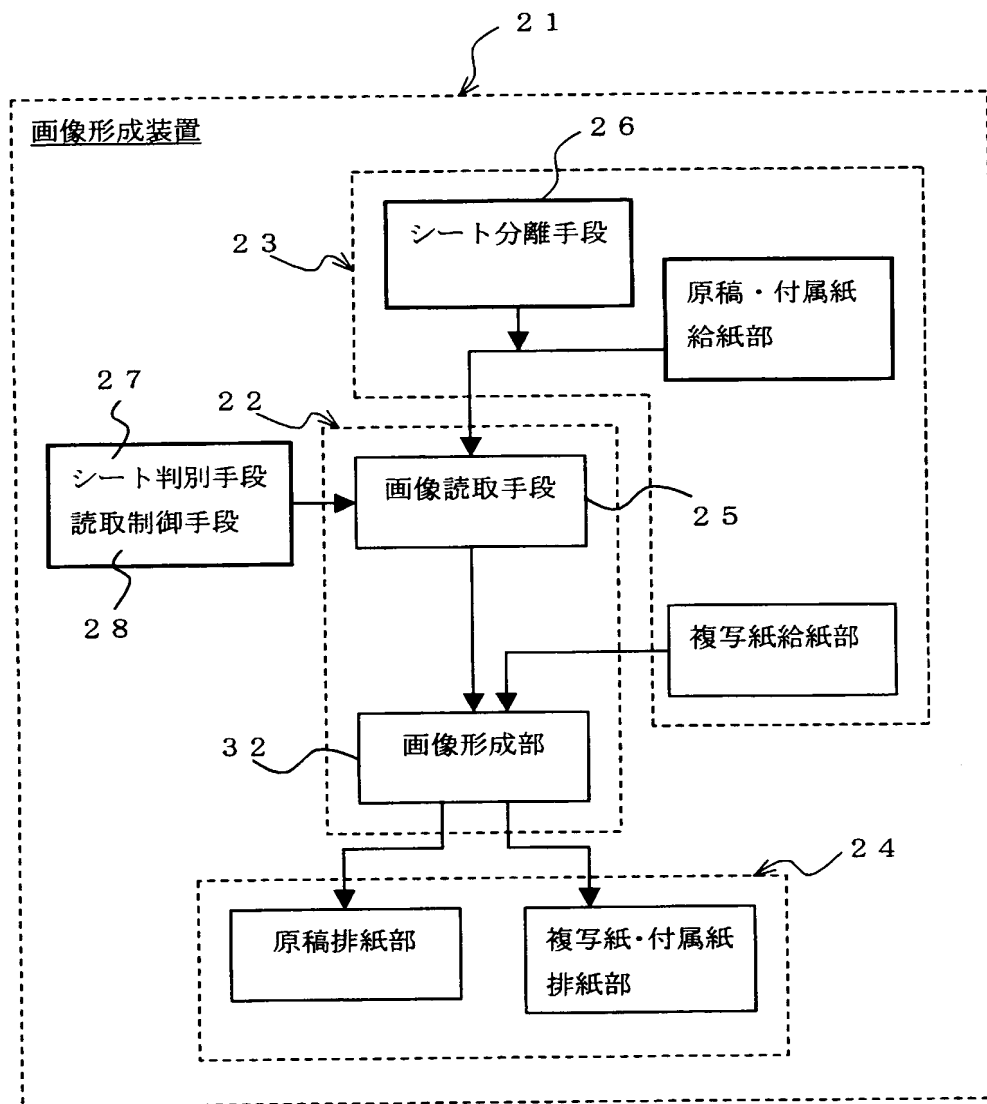 ２１
画像形成装置
２６
シート分離手段
２３
原稿・付属紙
給紙部
２７
２２
シート判別手段
読取制御手段
画像読取手段
２５
２８
複写紙給紙部
３２
画像形成部
２４
原稿排紙部
複写紙・付属紙
排紙部